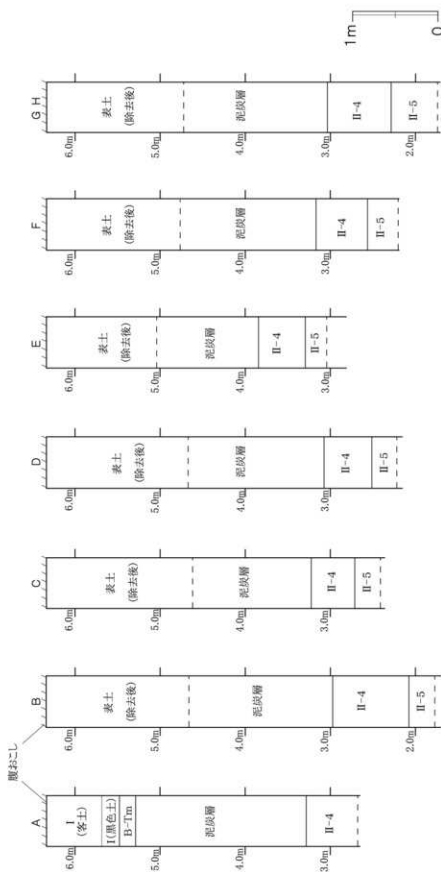 腹おこし
A
6.0m
5.0m
4.0m
3.0m
I
(客土)
I(黒色土)
B-Tm
泥炭層
II-4
B
6.0m
5.0m
4.0m
3.0m
2.0m
表土
(除去後)
泥炭層
II-4
II-5
C
6.0m
5.0m
4.0m
3.0m
表土
(除去後)
泥炭層
II-4
II-5
D
6.0m
5.0m
4.0m
3.0m
表土
(除去後)
泥炭層
II-4
II-5
E
6.0m
5.0m
4.0m
3.0m
表土
(除去後)
泥炭層
II-4
II-5
F
6.0m
5.0m
4.0m
3.0m
表土
(除去後)
泥炭層
II-4
II-5
G H
6.0m
5.0m
4.0m
3.0m
2.0m
表土
(除去後)
泥炭層
II-4
II-5
1m
0